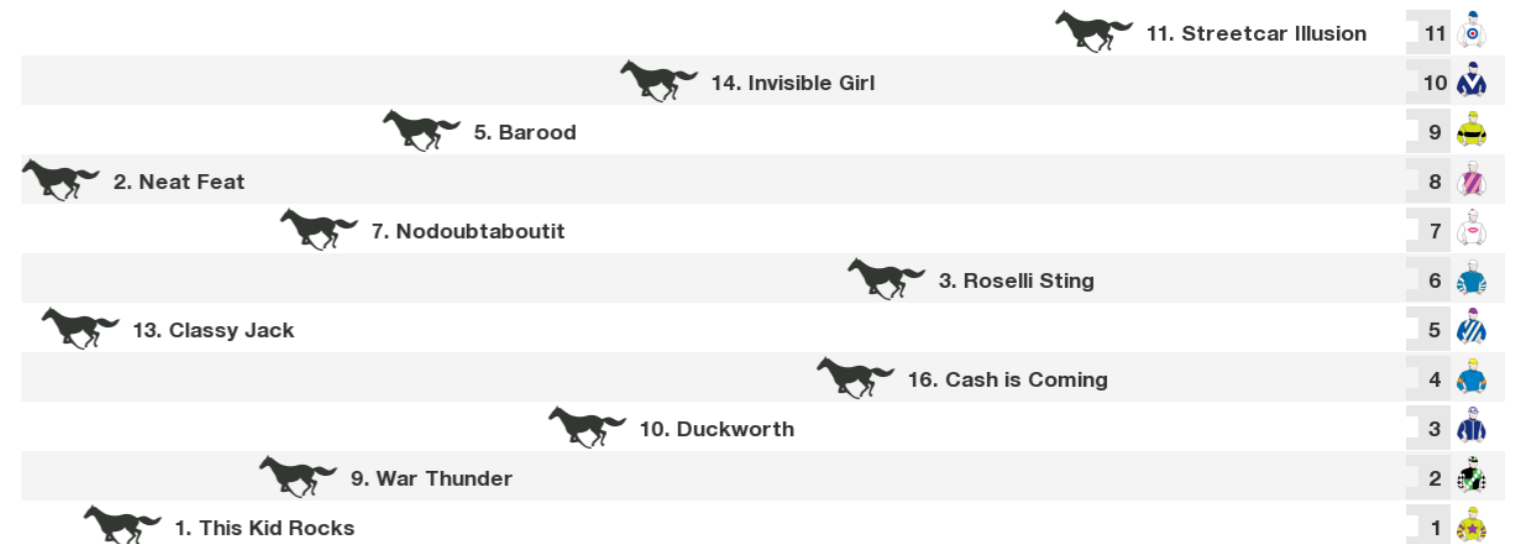 11. Streetcar Illusion 11
14. Invisible Girl 10
5. Barood 9
2. Neat Feat 8
7. Nodoubtaboutit 7
3. Roselli Sting 6
13. Classy Jack 5
16. Cash is Coming 4
10. Duckworth 3
9. War Thunder 2
1. This Kid Rocks 1